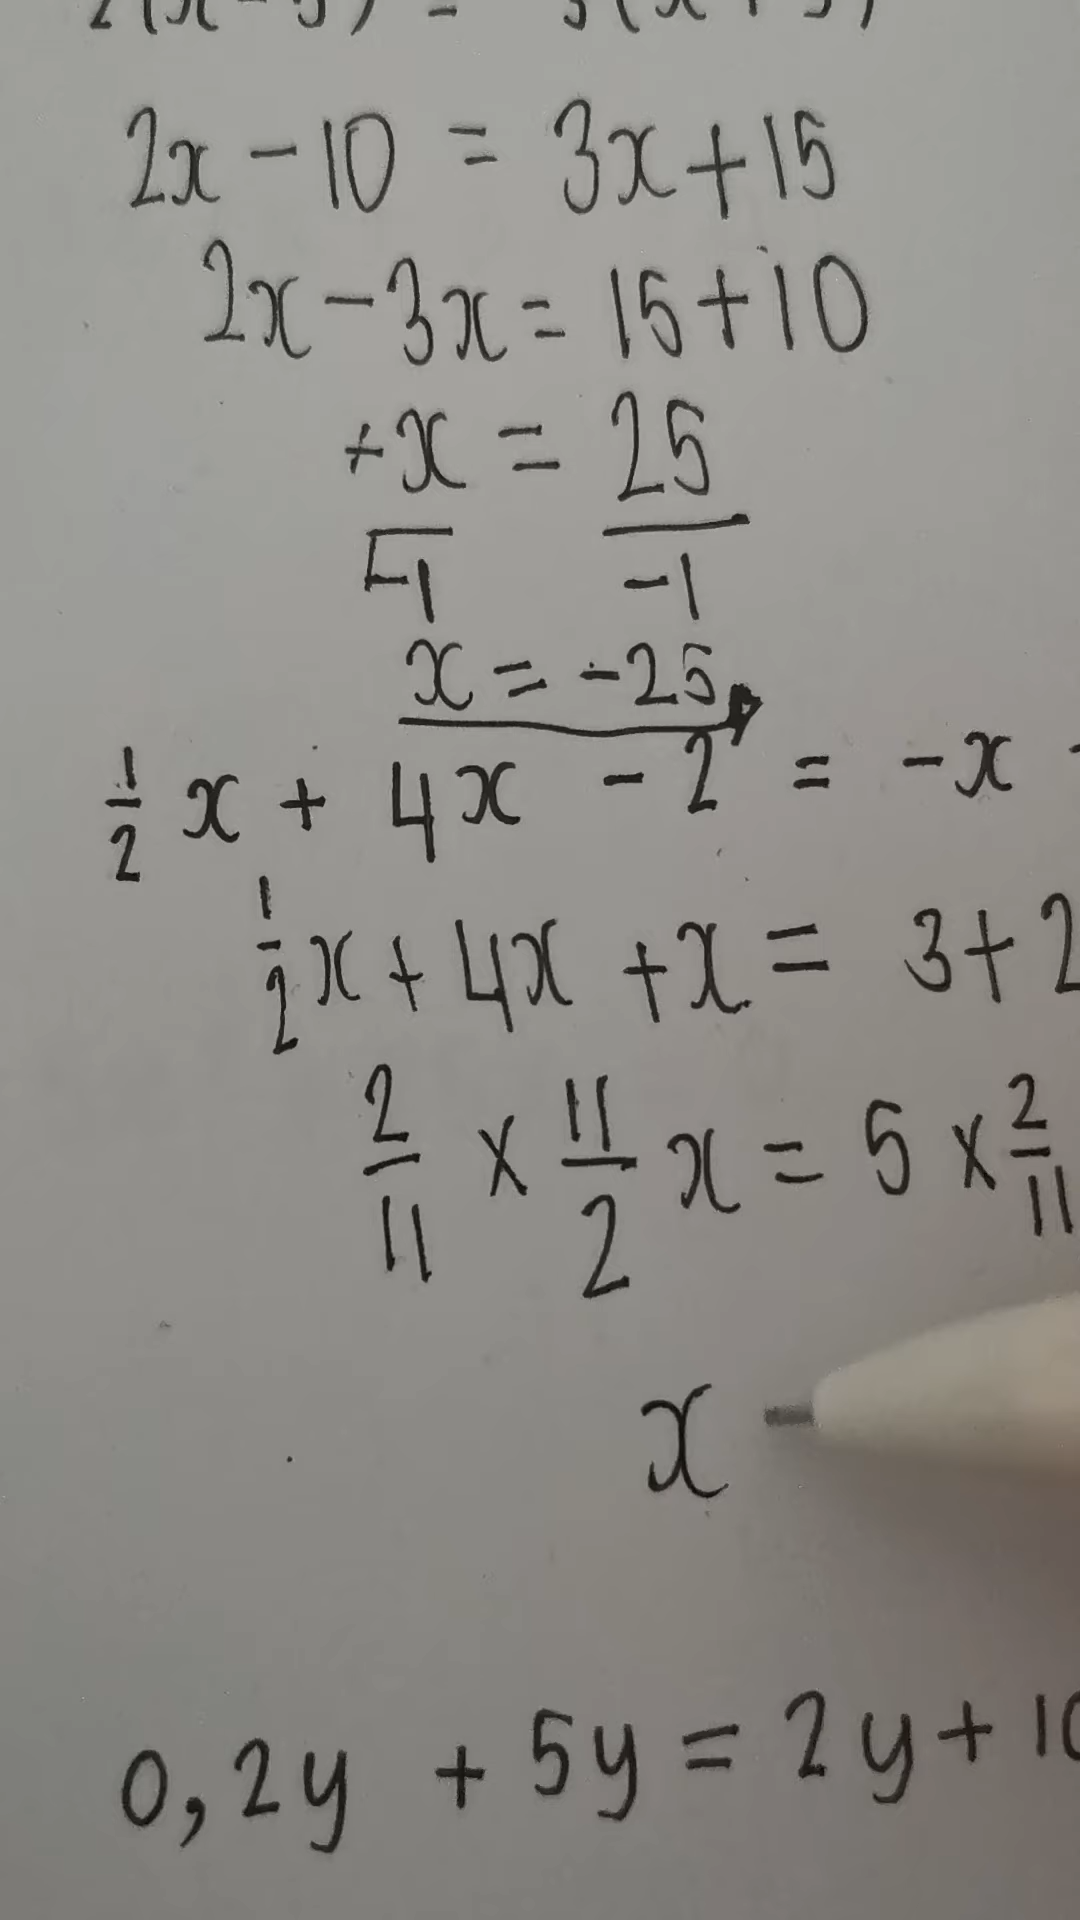 2x - 10 = 3x + 15
2x - 3x = 15 + 10
+x = 25
-1 -1
x = -25
1/2 x + 4x - 2 = -x
1/2 x + 4x + x = 3 + 2
2/11 × 11/2 x = 5 × 2/11
x
0,2y + 5y = 2y + 10